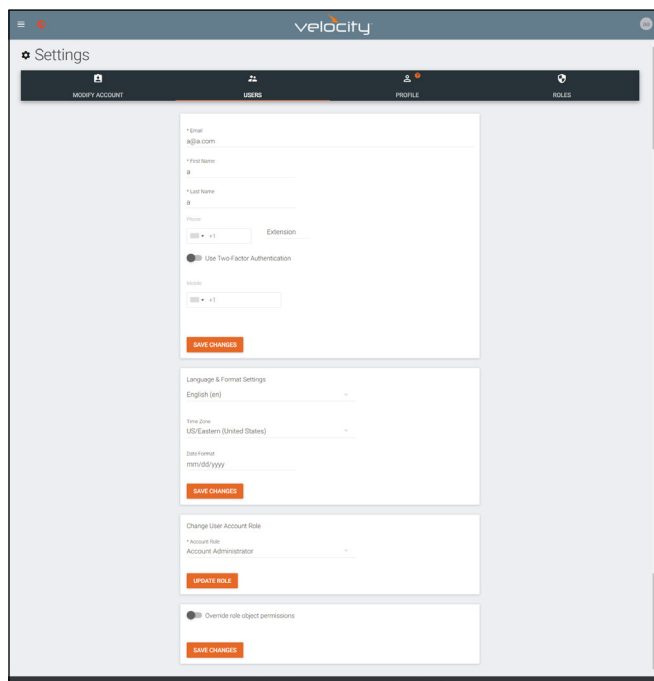 velocity
Settings
MODIFY ACCOUNT
USERS
PROFILE
ROLES
* Email
a@a.com
* First Name
a
* Last Name
a
Phone
+1
Extension
Use Two-Factor Authentication
Mobile
+1
SAVE CHANGES
Language & Format Settings
English (en)
Time Zone
US/Eastern (United States)
Date Format
mm/dd/yyyy
SAVE CHANGES
Change User Account Role
* Account Role
Account Administrator
UPDATE ROLE
Override role object permissions
SAVE CHANGES